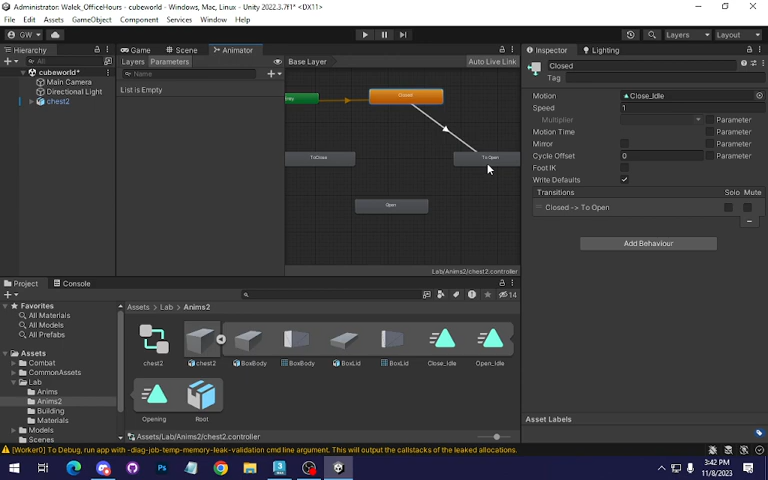 Administrator: Walek_OfficeHours - cubeworld - Windows, Mac, Linux - Unity 2022.3.7f1* <DX11>
File Edit Assets GameObject Component Services Window Help
GW
Layers Layout
Hierarchy
All
cubeworld*
Main Camera
Directional Light
chest2
Game Scene Animator
Layers Parameters
Name
List is Empty
Base Layer
Auto Live Link
Closed
ToClose
To Open
Open
Lab/Anims2/chest2.controller
Inspector Lighting
Closed
Tag
Motion Close_Idle
Speed 1
Multiplier Parameter
Motion Time Parameter
Mirror Parameter
Cycle Offset 0 Parameter
Foot IK
Write Defaults
Transitions Solo Mute
Closed -> To Open
Add Behaviour
Asset Labels
Project Console
14
Favorites
All Materials
All Models
All Prefabs
Assets
Combat
CommonAssets
Lab
Anims
Anims2
Building
Materials
Models
Scenes
Assets > Lab > Anims2
chest2 chest2 BoxBody BoxBody BoxLid BoxLid Close_Idle Open_Idle
Opening Root
Assets/Lab/Anims2/chest2.controller
[Worker0] To Debug, run app with -diag-job-temp-memory-leak-validation cmd line argument. This will output the callstacks of the leaked allocations.
3:42 PM
11/8/2023